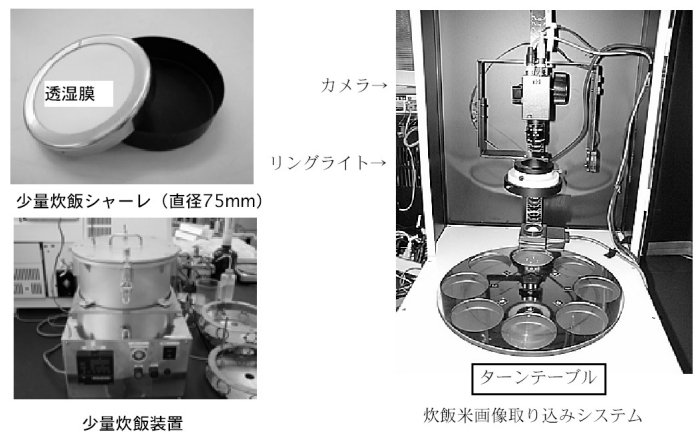 透湿膜
少量炊飯シャーレ（直径75mm）
少量炊飯装置
カメラ→
リングライト→
ターンテーブル
炊飯米画像取り込みシステム